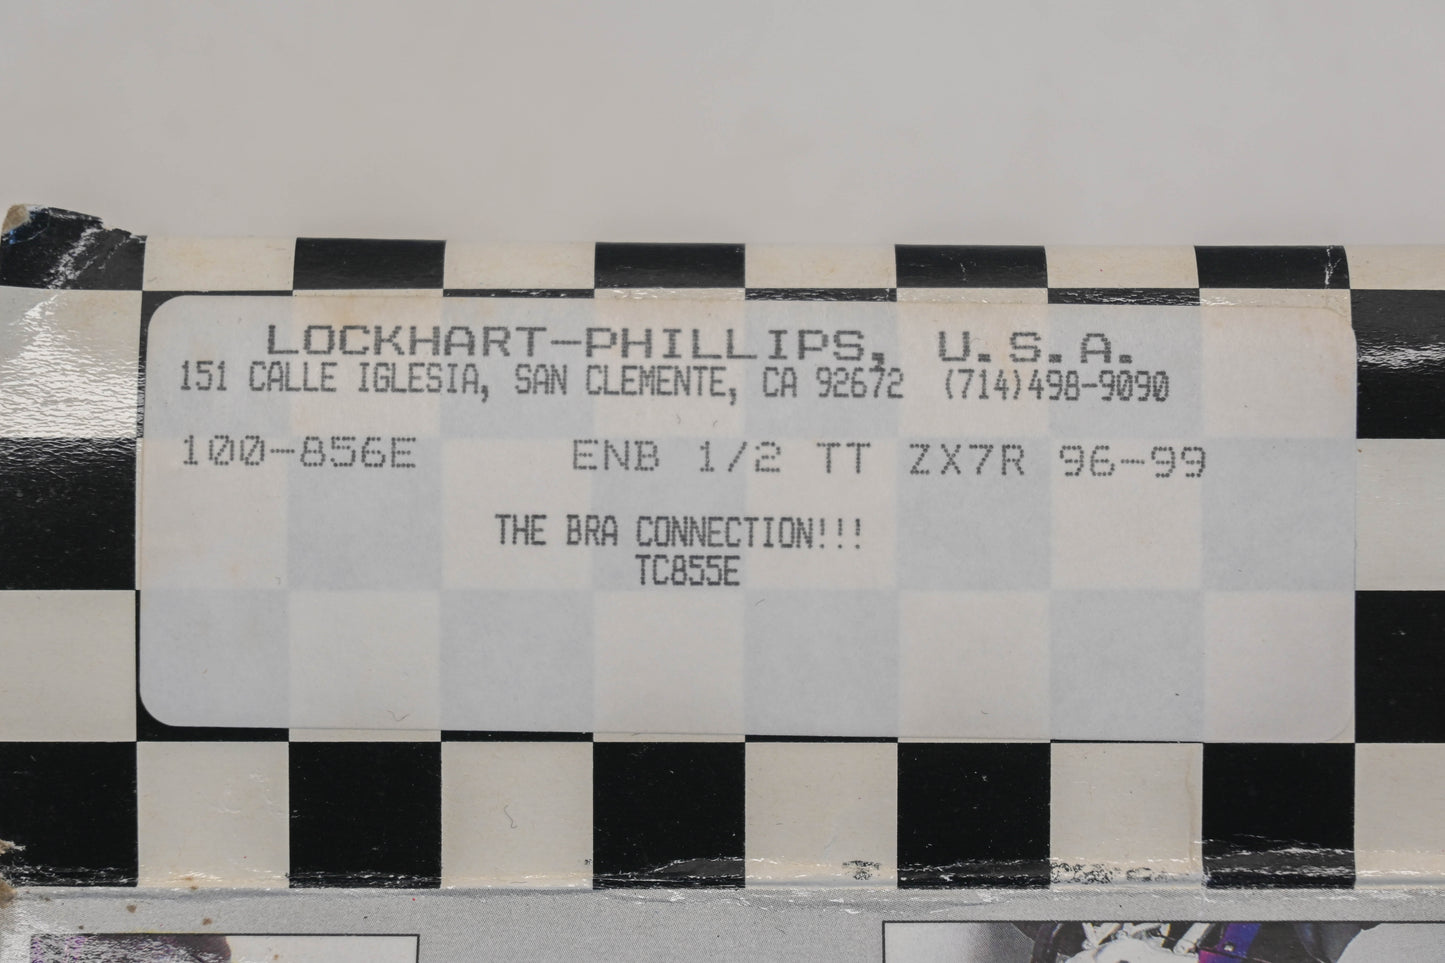 LOCKHART-PHILLIPS, U.S.A.
151 CALLE IGLESIA, SAN CLEMENTE, CA 92672 (714)498-9090
100-856E ENB 1/2 TT ZX7R 96-99
THE BRA CONNECTION!!!
TC855E